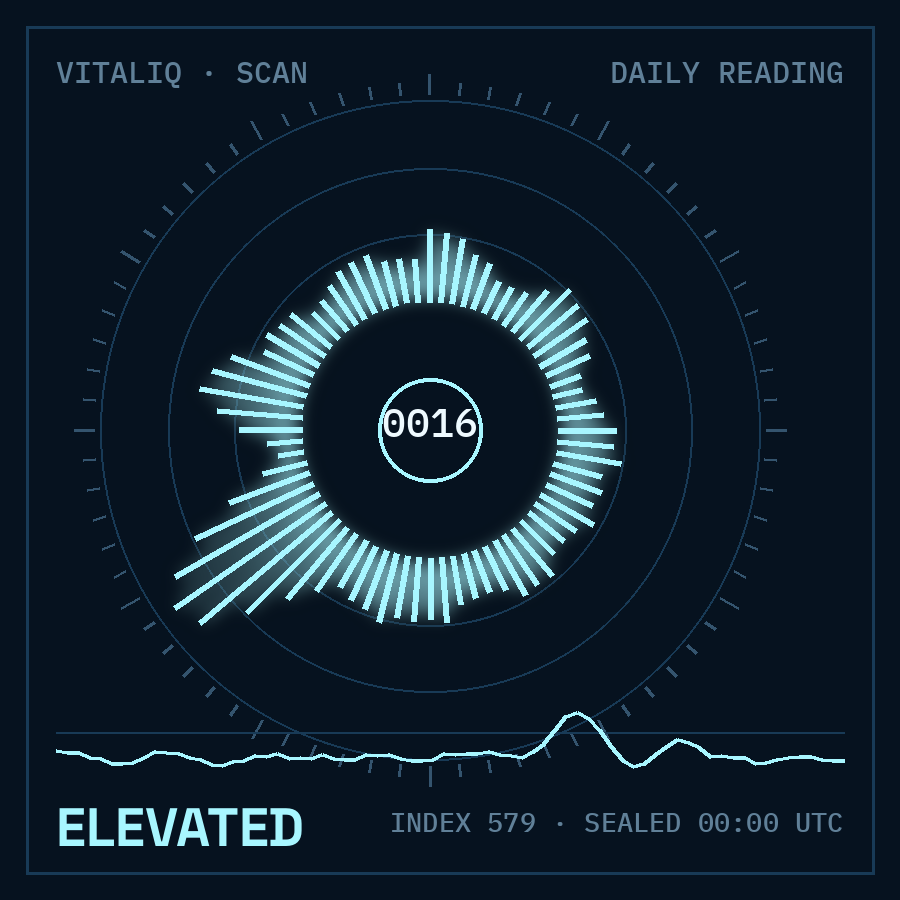 VITALIQ · SCAN
DAILY READING
0016
ELEVATED
INDEX 579 · SEALED 00:00 UTC